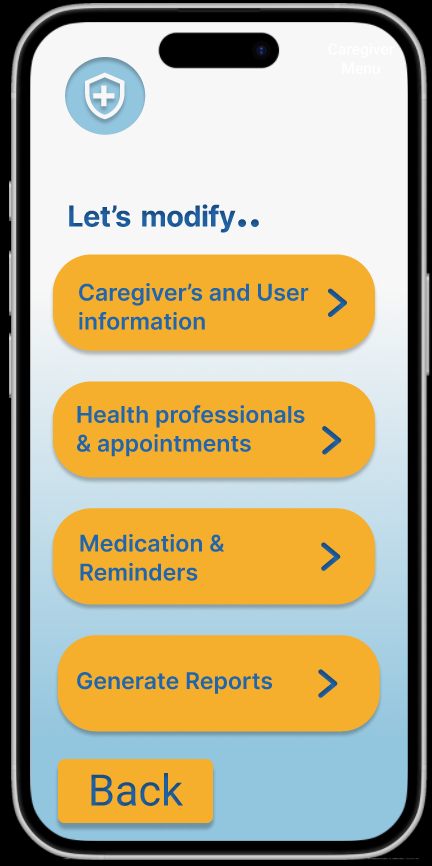 Caregiver
Menu
Let's modify..
Caregiver's and User
information
Health professionals
& appointments
Medication &
Reminders
Generate Reports
Back